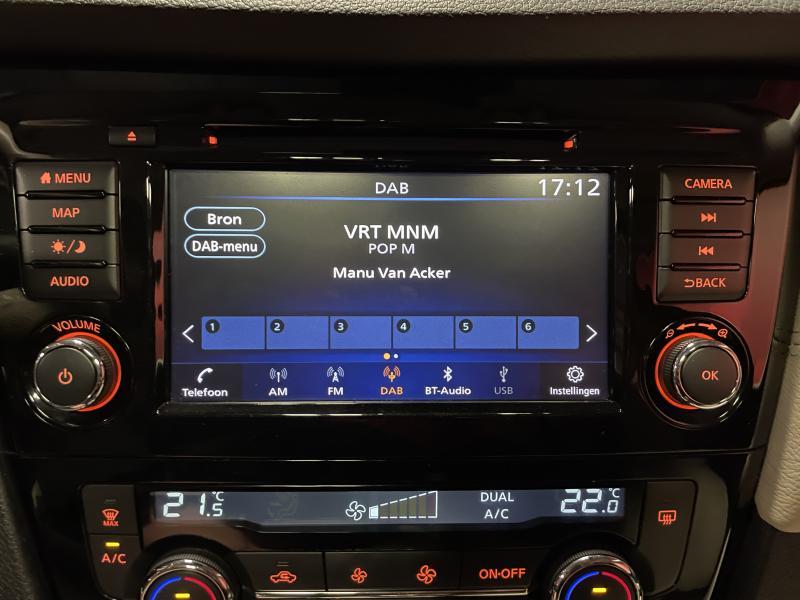 MENU
MAP
AUDIO
VOLUME
DAB 17:12
Bron
DAB-menu
VRT MNM
POP M
Manu Van Acker
1 2 3 4 5 6
Telefoon AM FM DAB BT-Audio USB Instellingen
CAMERA
BACK
OK
21.5 °C
DUAL
A/C
22.0 °C
MAX
A/C
ON·OFF